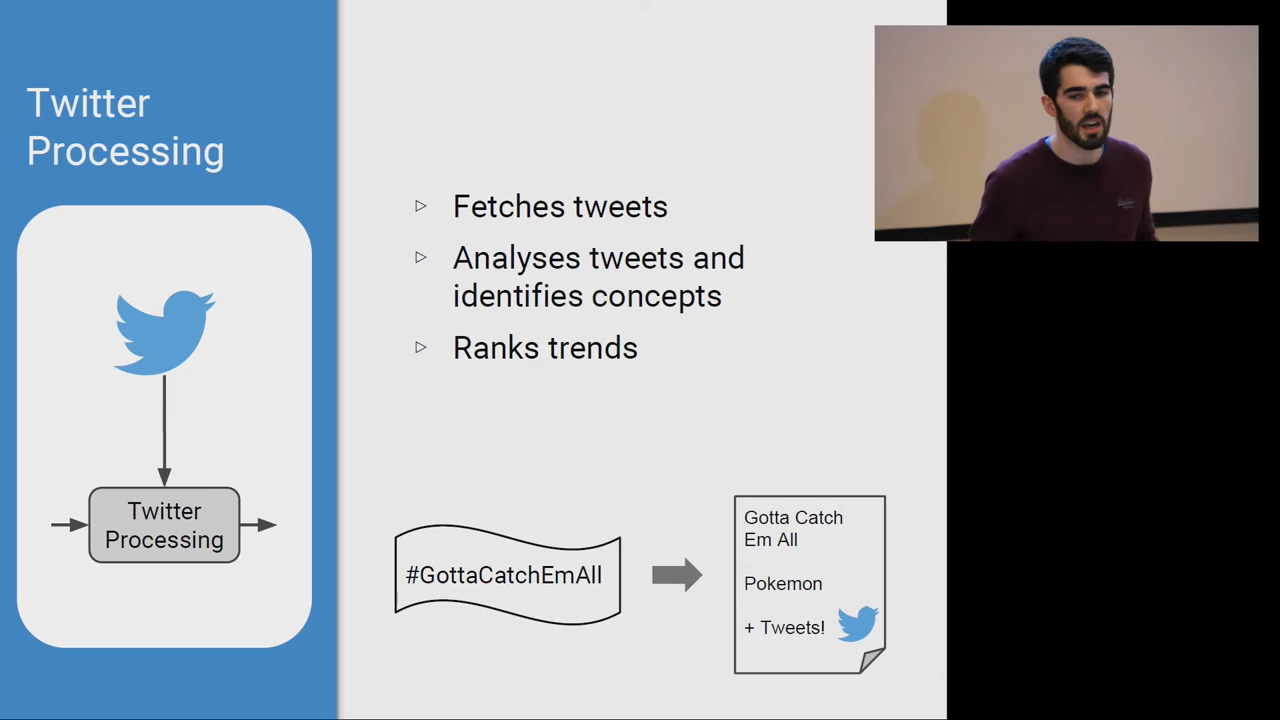 Twitter
Processing
Fetches tweets
Analyses tweets and
identifies concepts
Ranks trends
Twitter
Processing
#GottaCatchEmAll
Gotta Catch
Em All
Pokemon
+ Tweets!